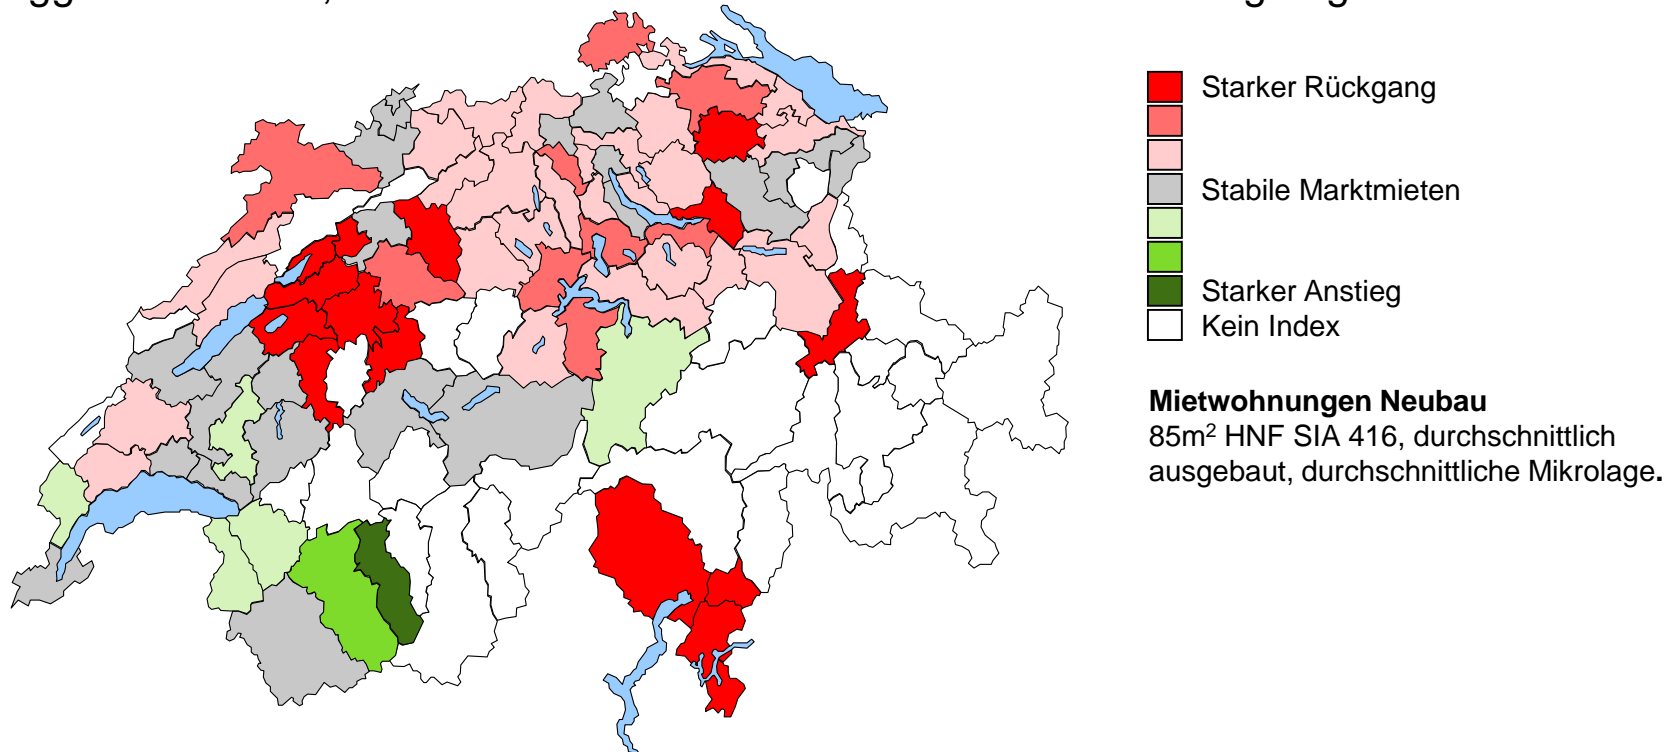 Starker Rückgang
Stabile Marktmieten
Starker Anstieg
Kein Index
Mietwohnungen Neubau
85m² HNF SIA 416, durchschnittlich
ausgebaut, durchschnittliche Mikrolage.